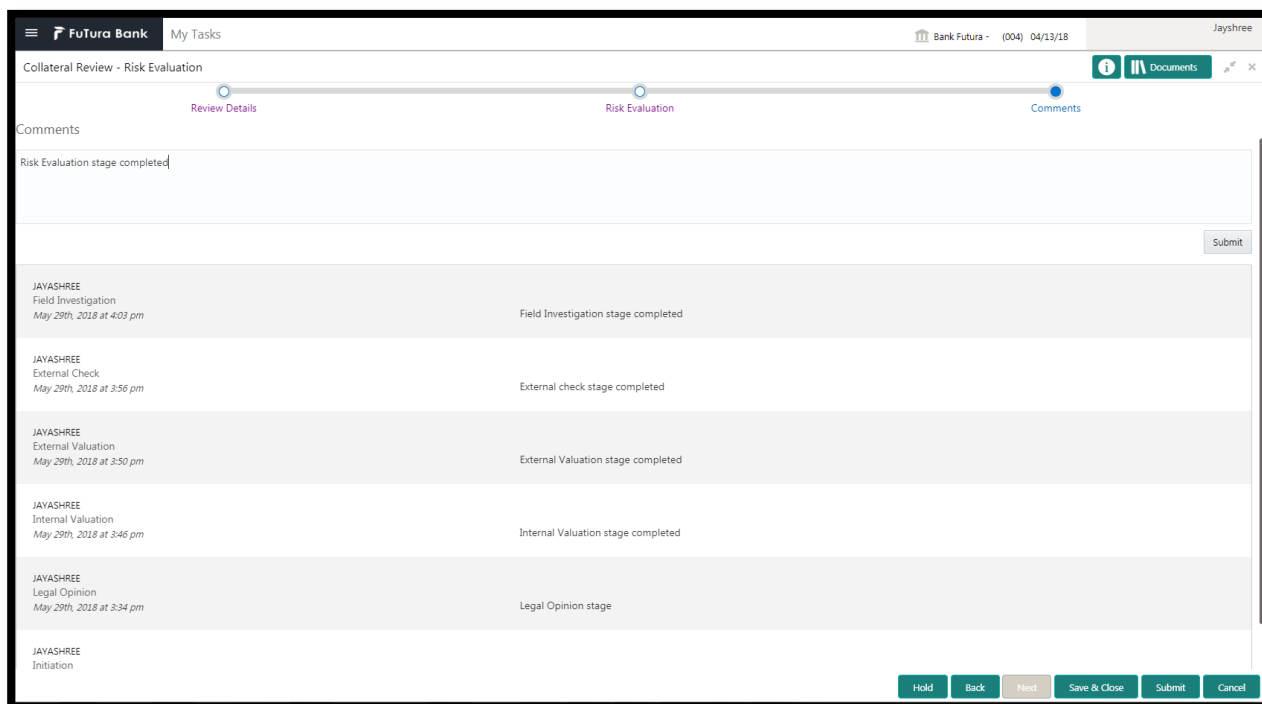 FuTura Bank
My Tasks
Bank Futura - (004) 04/13/18
Jayshree
Collateral Review - Risk Evaluation
i
Documents
Review Details
Risk Evaluation
Comments
Comments
Risk Evaluation stage completed
Submit
JAYASHREE
Field Investigation
May 29th, 2018 at 4:03 pm
Field Investigation stage completed
JAYASHREE
External Check
May 29th, 2018 at 3:56 pm
External check stage completed
JAYASHREE
External Valuation
May 29th, 2018 at 3:50 pm
External Valuation stage completed
JAYASHREE
Internal Valuation
May 29th, 2018 at 3:46 pm
Internal Valuation stage completed
JAYASHREE
Legal Opinion
May 29th, 2018 at 3:34 pm
Legal Opinion stage
JAYASHREE
Initiation
Hold
Back
Next
Save & Close
Submit
Cancel